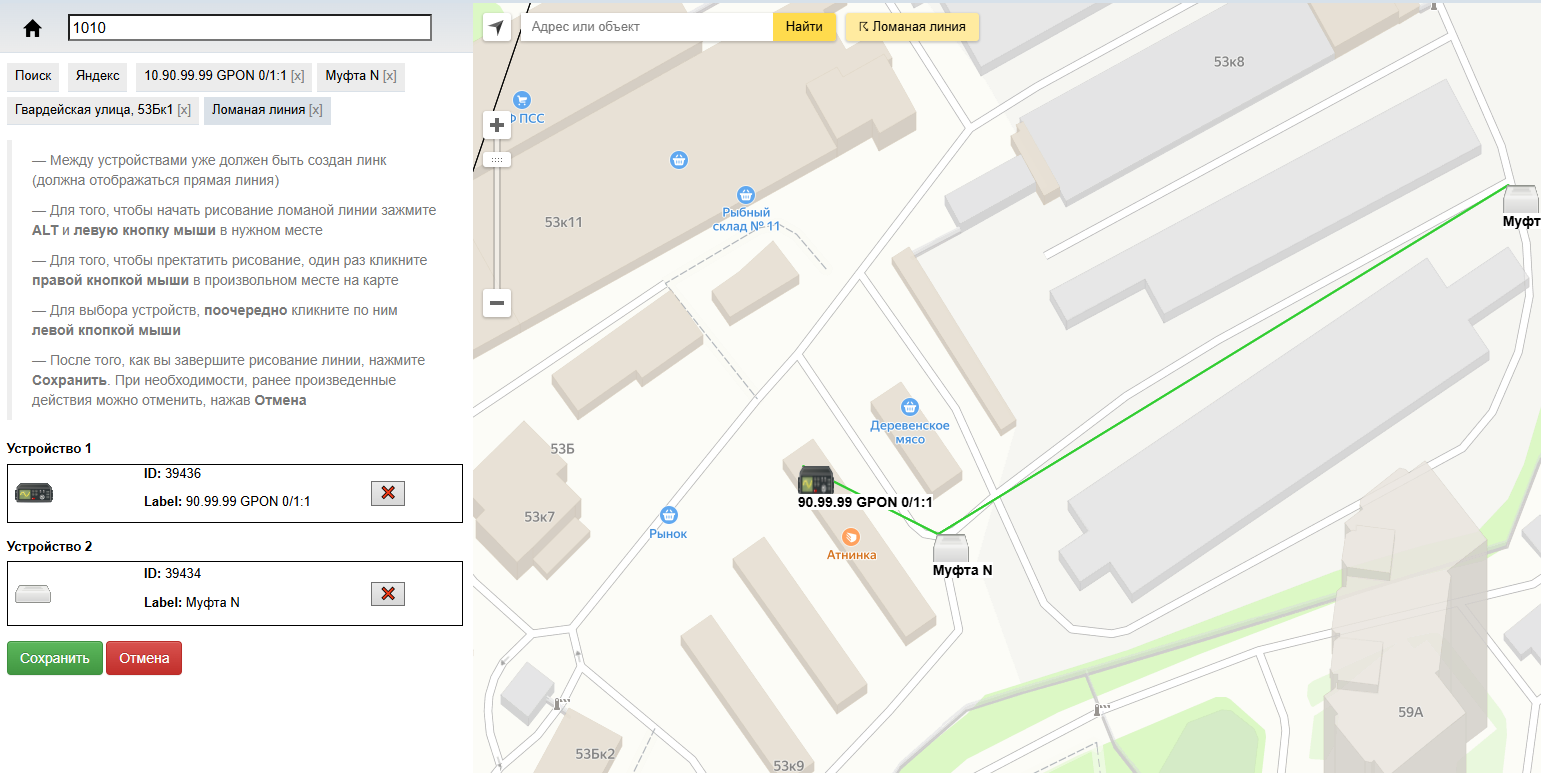 1010
Адрес или объект
Найти
Ломаная линия
Поиск
Яндекс
10.90.99.99 GPON 0/1:1 [x]
Муфта N [x]
Гвардейская улица, 53Бк1 [x]
Ломаная линия [x]
— Между устройствами уже должен быть создан линк
(должна отображаться прямая линия)
— Для того, чтобы начать рисование ломаной линии зажмите
ALT и левую кнопку мыши в нужном месте
— Для того, чтобы пректатить рисование, один раз кликните
правой кнопкой мыши в произвольном месте на карте
— Для выбора устройств, поочередно кликните по ним
левой кпопкой мыши
— После того, как вы завершите рисование линии, нажмите
Сохранить. При необходимости, ранее произведенные
действия можно отменить, нажав Отмена
Устройство 1
ID: 39436
Label: 90.99.99 GPON 0/1:1
Устройство 2
ID: 39434
Label: Муфта N
Сохранить
Отмена
53к8
ПСС
Рыбный
склад № 11
53к11
Муфт
Деревенское
мясо
53Б
90.99.99 GPON 0/1:1
53к7
Рынок
Атнинка
Муфта N
59А
53Бк2
53к9